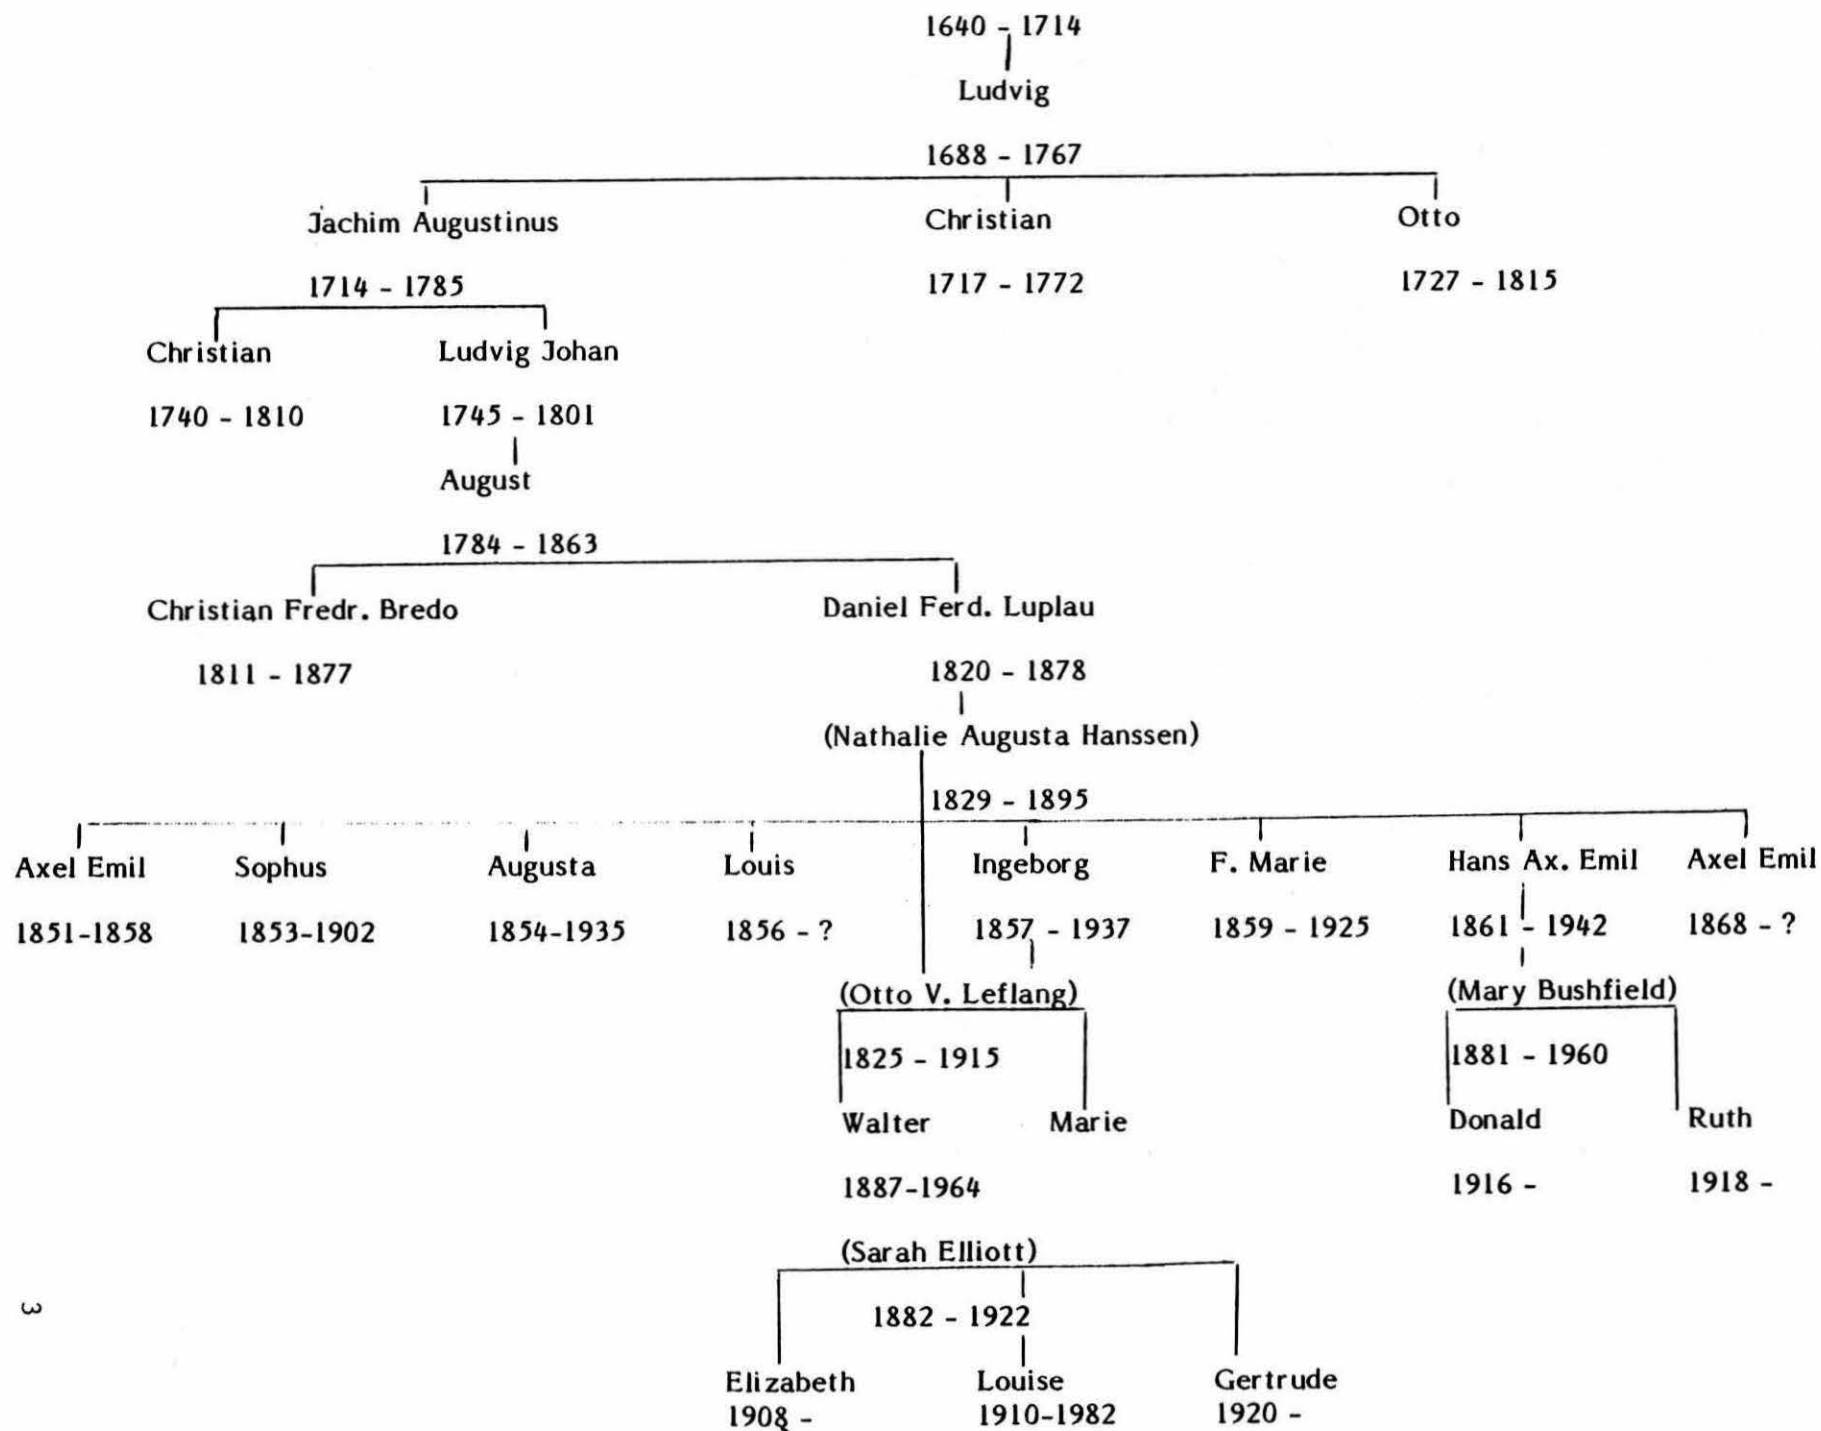 1640 - 1714
Ludvig
1688 - 1767
Jachim Augustinus Christian Otto
1714 - 1785 1717 - 1772 1727 - 1815
Christian Ludvig Johan
1740 - 1810 1745 - 1801
August
1784 - 1863
Christian Fredr. Bredo Daniel Ferd. Luplau
1811 - 1877 1820 - 1878
(Nathalie Augusta Hanssen)
1829 - 1895
Axel Emil Sophus Augusta Louis Ingeborg F. Marie Hans Ax. Emil Axel Emil
1851-1858 1853-1902 1854-1935 1856 - ? 1857 - 1937 1859 - 1925 1861 - 1942 1868 - ?
(Otto V. Leflang) (Mary Bushfield)
1825 - 1915 1881 - 1960
Walter Marie Donald Ruth
1887-1964 1916 - 1918 -
(Sarah Elliott)
1882 - 1922
Elizabeth Louise Gertrude
1908 - 1910-1982 1920 -
3